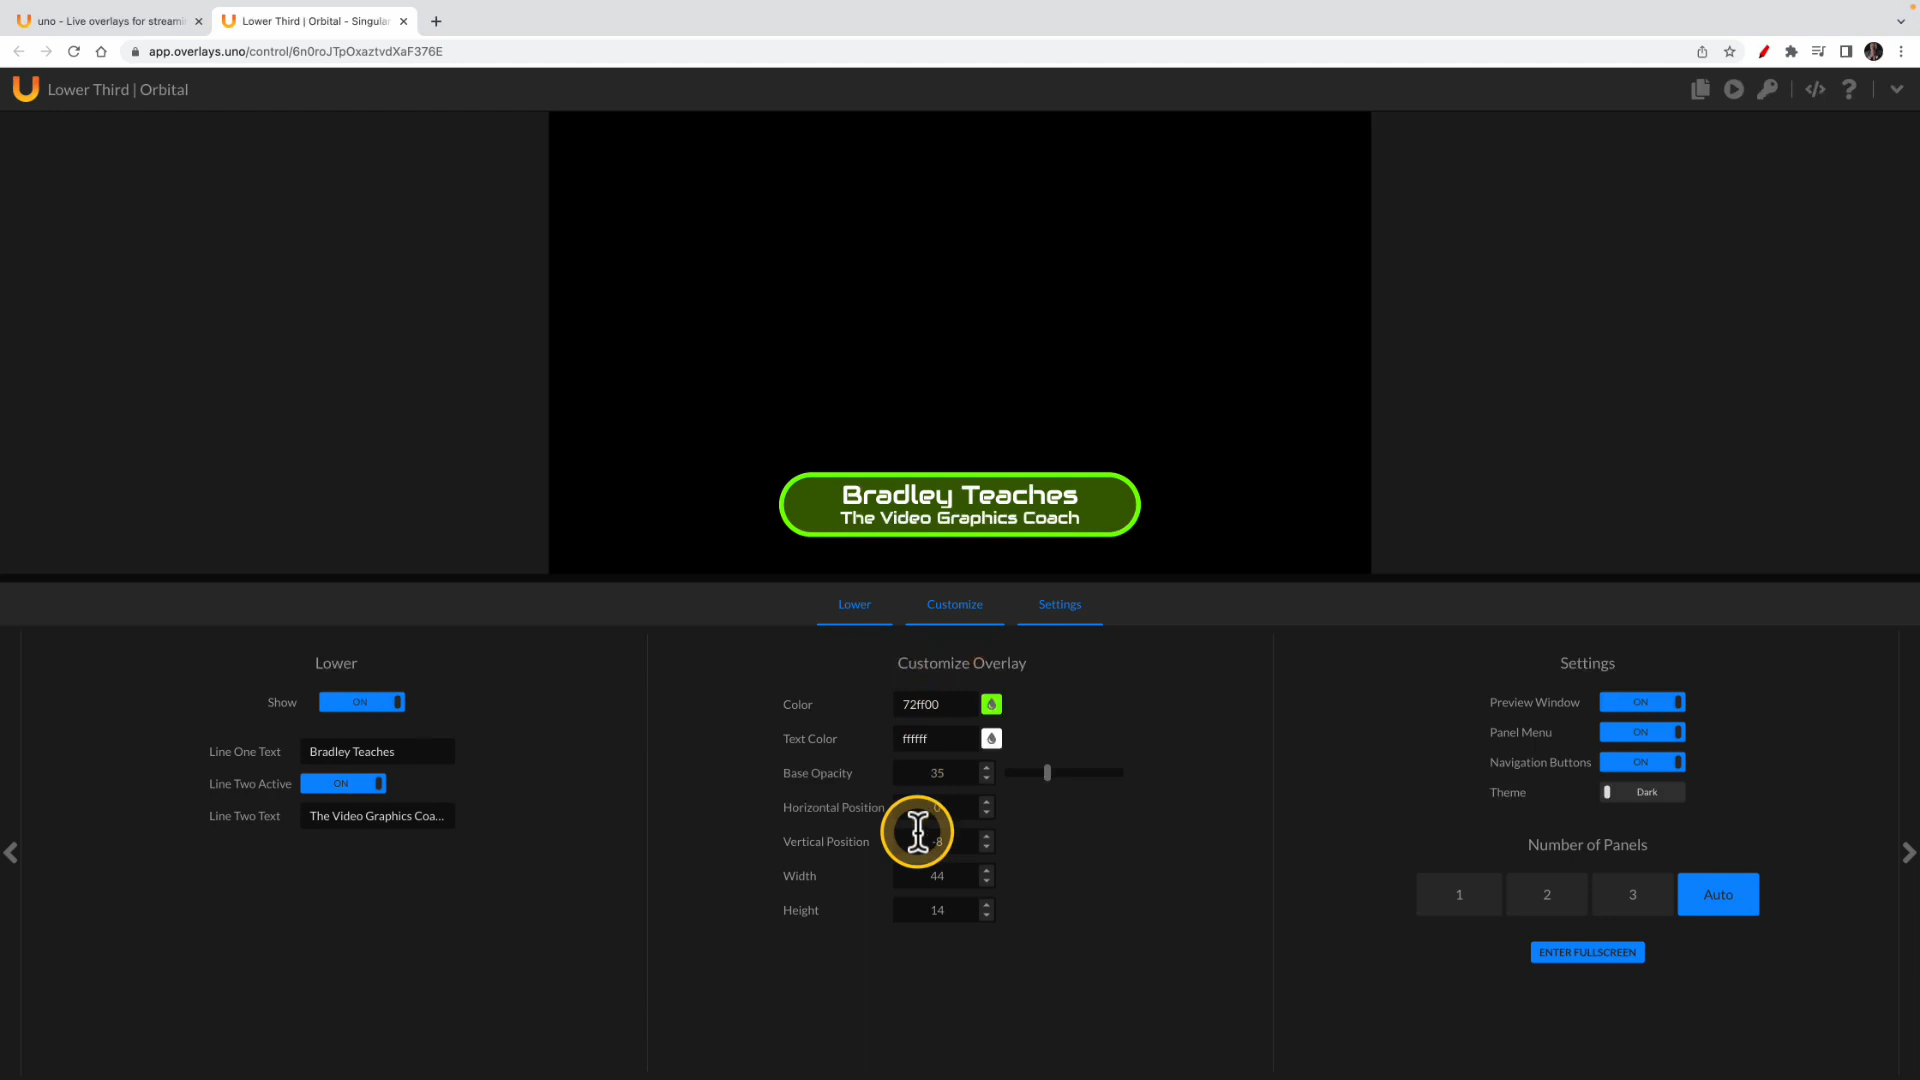 uno - Live overlays for streami
Lower Third | Orbital - Singula
app.overlays.uno/control/6n0roJTpOxaztvdXaF376E
Lower Third | Orbital
Bradley Teaches
The Video Graphics Coach
Lower
Customize
Settings
Lower
Show
ON
Line One Text
Bradley Teaches
Line Two Active
ON
Line Two Text
The Video Graphics Coa...
Customize Overlay
Color
72ff00
Text Color
ffffff
Base Opacity
35
Horizontal Position
0
Vertical Position
-8
Width
44
Height
14
Settings
Preview Window
ON
Panel Menu
ON
Navigation Buttons
ON
Theme
Dark
Number of Panels
1
2
3
Auto
ENTER FULLSCREEN